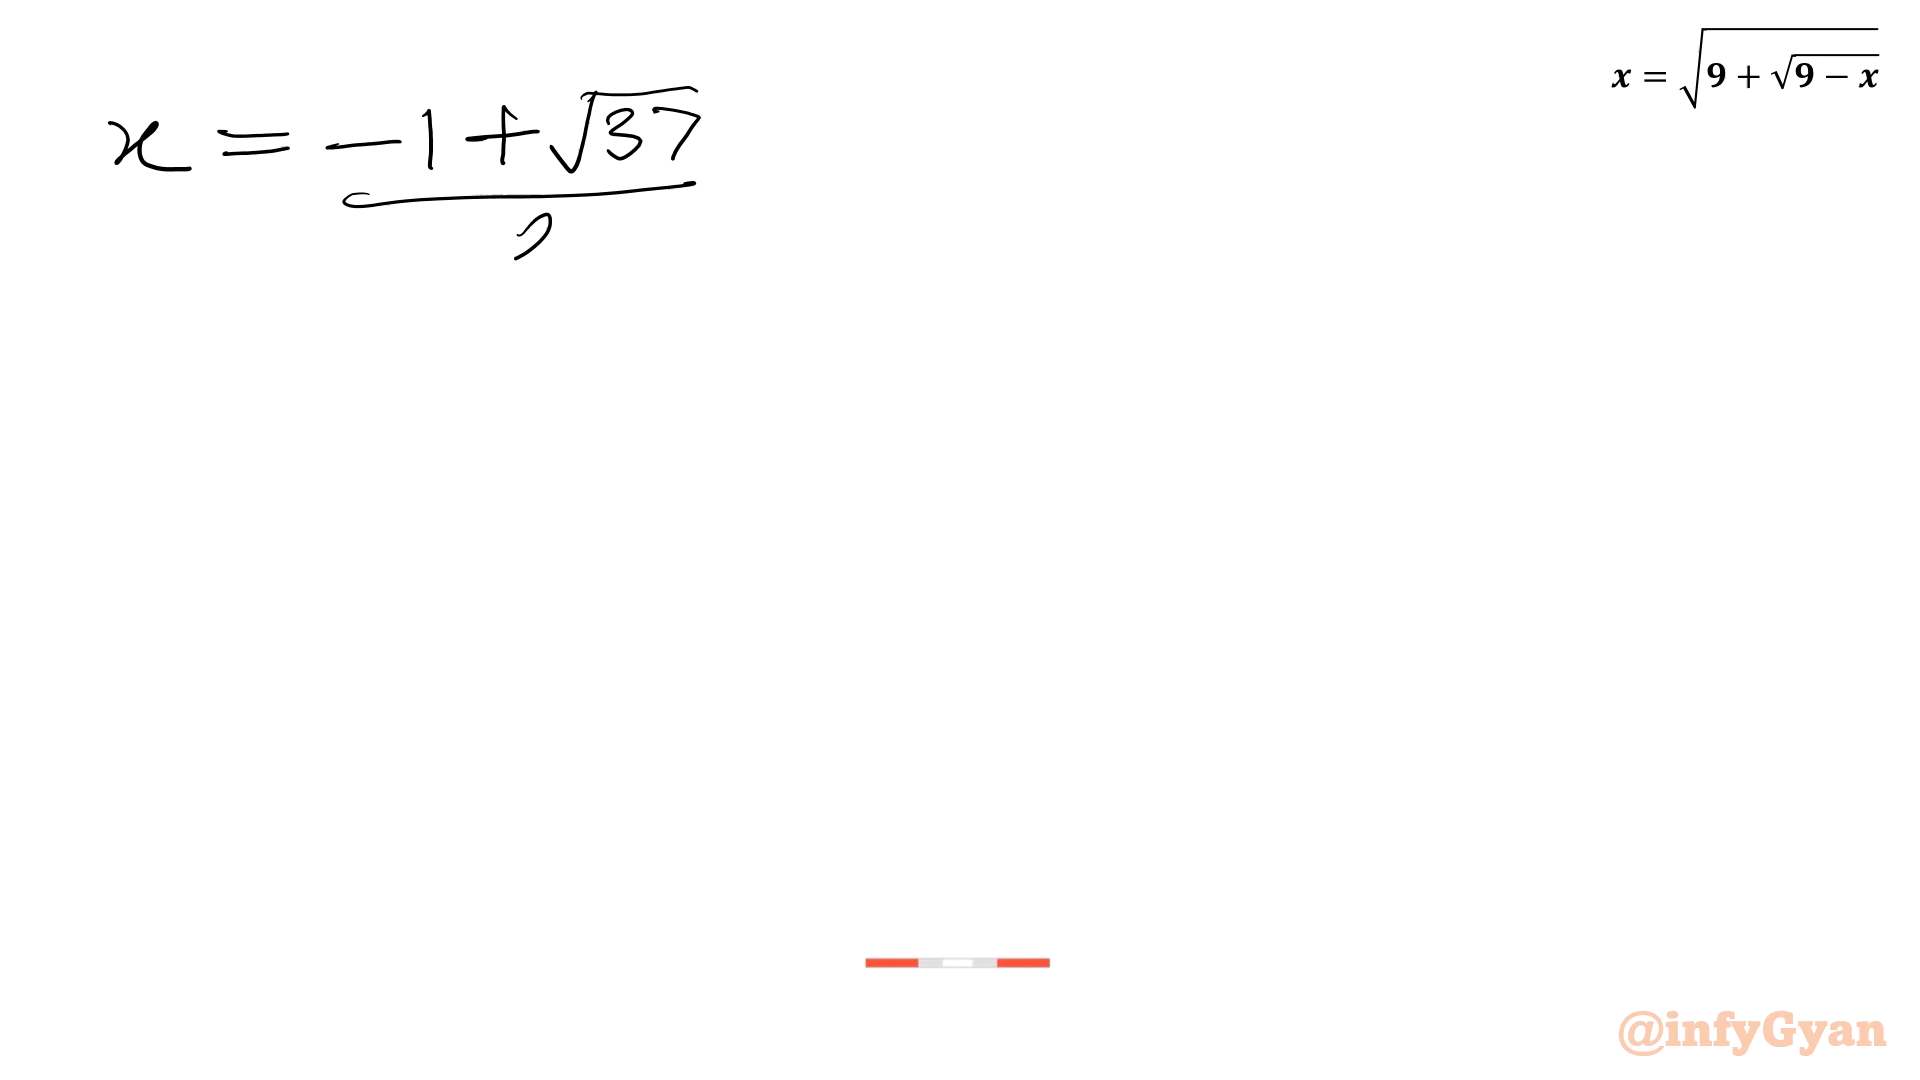 x = √(9 + √(9 − x))
x = (−1 + √37) / 2
@infyGyan